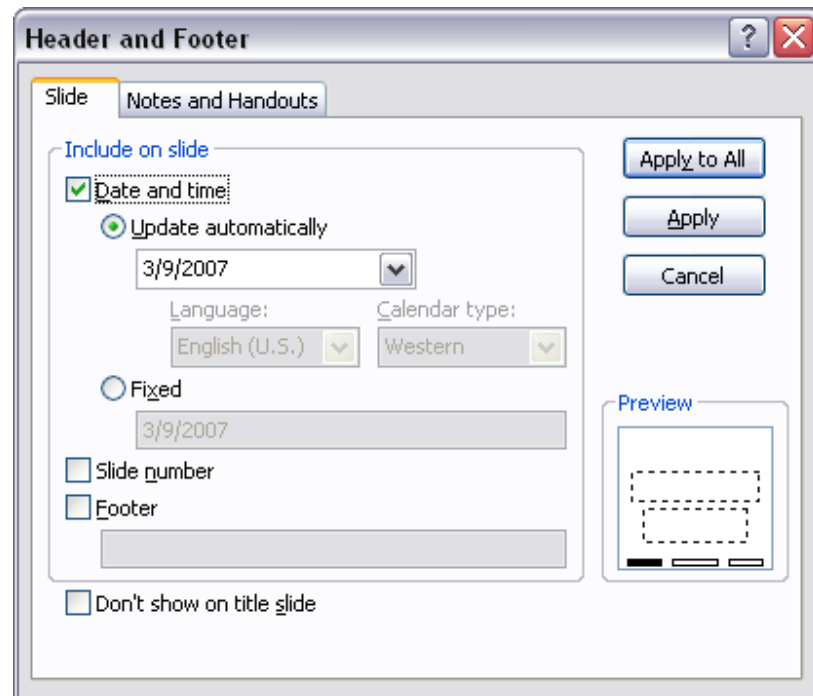 Header and Footer
Slide
Notes and Handouts
Include on slide
Date and time
Update automatically
3/9/2007
Language:
Calendar type:
English (U.S.)
Western
Fixed
3/9/2007
Slide number
Footer
Don't show on title slide
Apply to All
Apply
Cancel
Preview